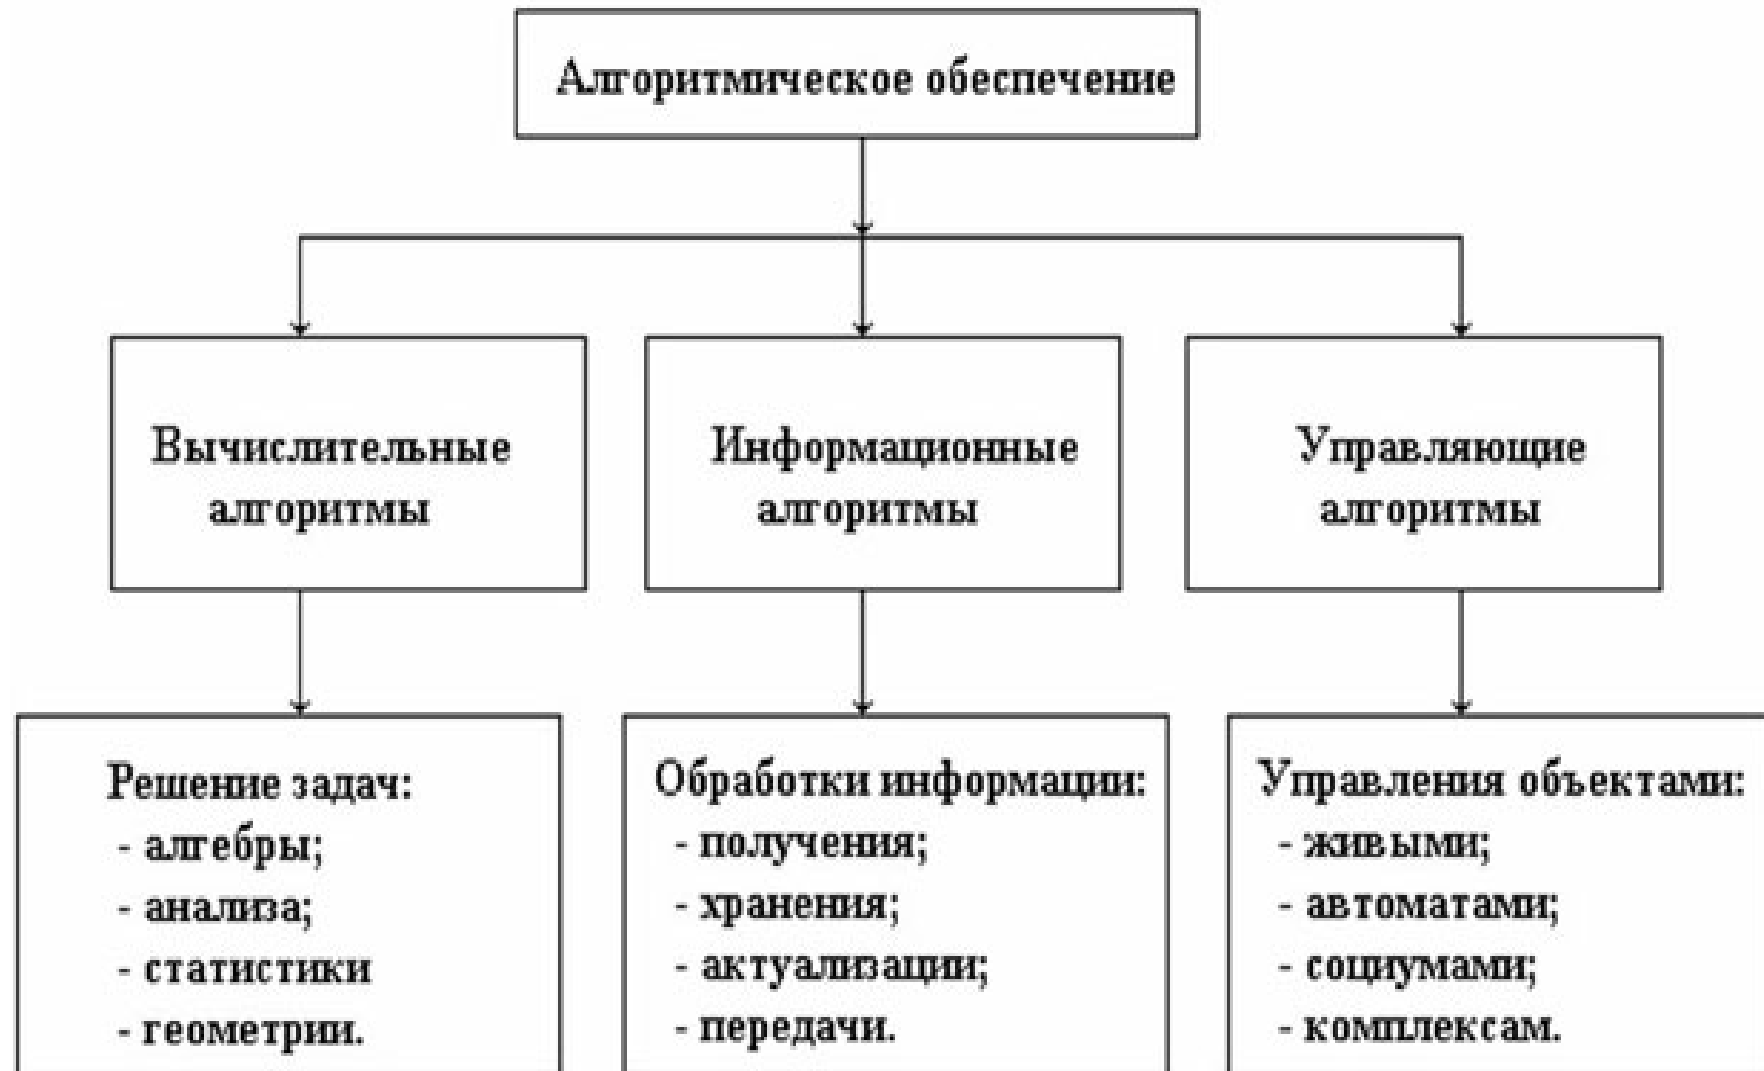 Алгоритмическое обеспечение
Вычислительные
алгоритмы
Информационные
алгоритмы
Управляющие
алгоритмы
Решение задач:
- алгебры;
- анализа;
- статистики
- геометрии.
Обработки информации:
- получения;
- хранения;
- актуализации;
- передачи.
Управления объектами:
- живыми;
- автоматами;
- социумами;
- комплексам.